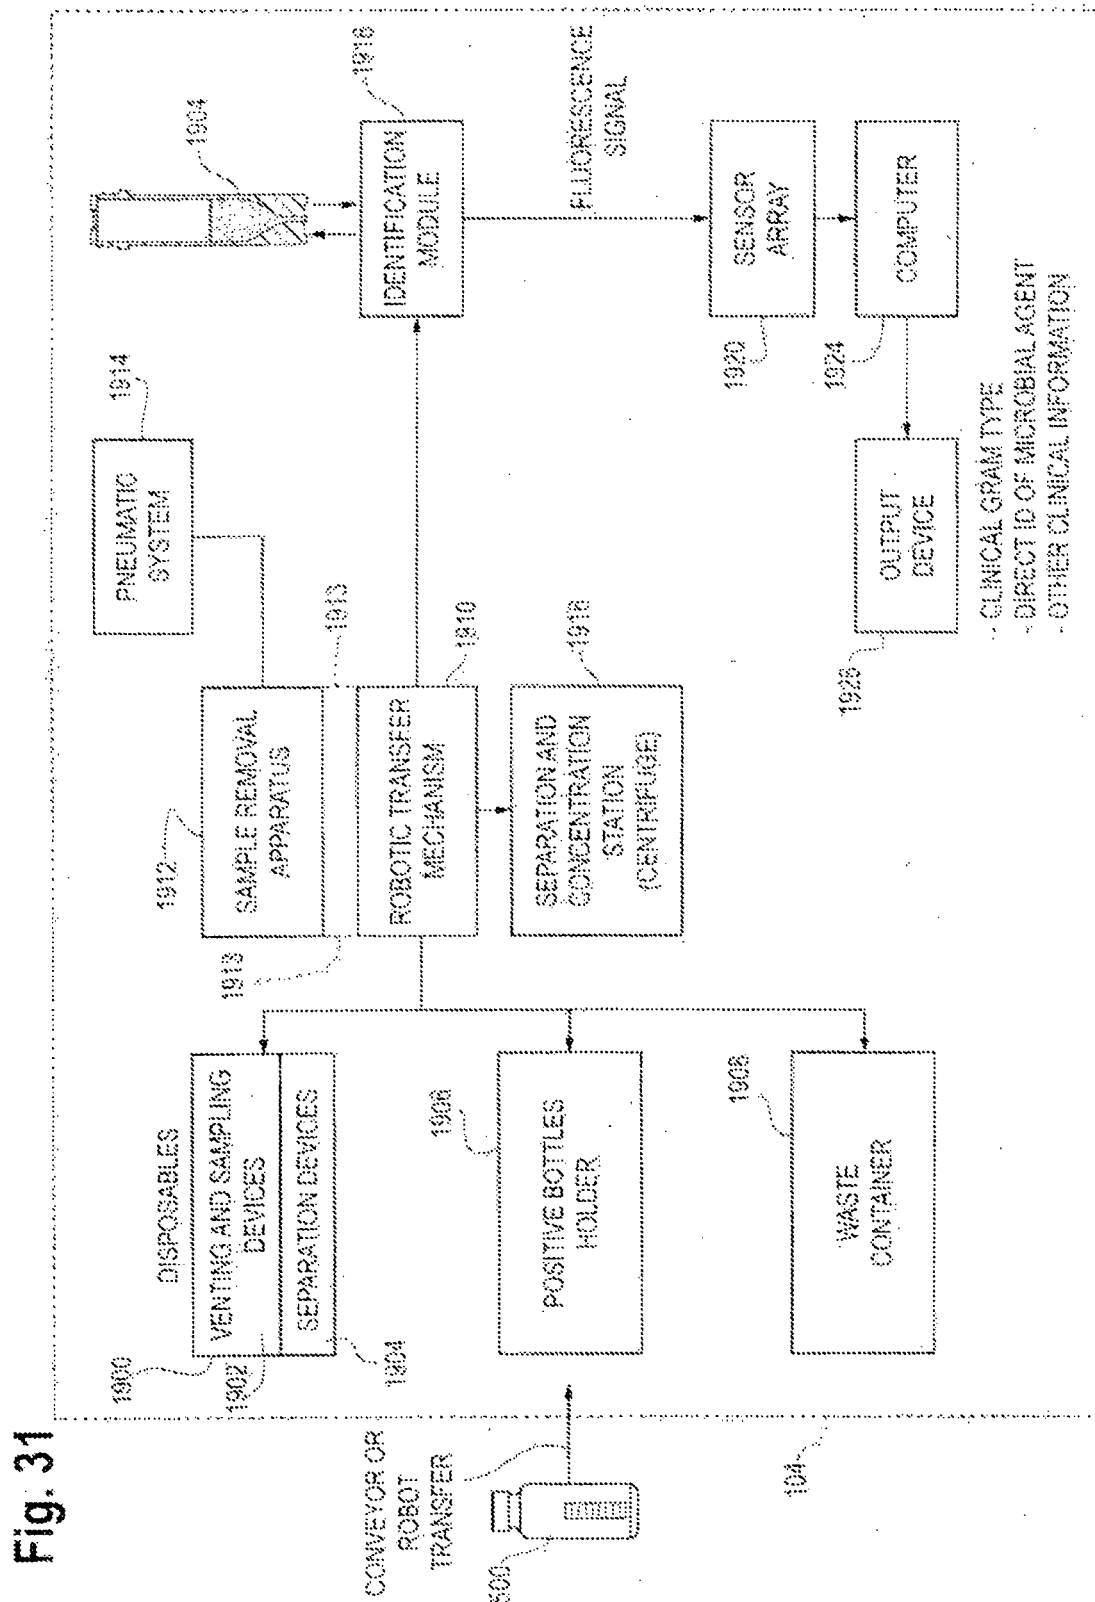 Fig. 31
CONVEYOR OR
ROBOT
TRANSFER
500
104
DISPOSABLES
1900
VENTING AND SAMPLING
DEVICES
1902
SEPARATION DEVICES
1904
1906
POSITIVE BOTTLES
HOLDER
1908
WASTE
CONTAINER
1912
SAMPLE REMOVAL
APPARATUS
1913
1913
ROBOTIC TRANSFER
MECHANISM
1910
SEPARATION AND
CONCENTRATION
STATION
(CENTRIFUGE)
1918
PNEUMATIC
SYSTEM
1914
1904
IDENTIFICATION
MODULE
1916
FLUORESCENCE
SIGNAL
SENSOR
ARRAY
1920
COMPUTER
1924
OUTPUT
DEVICE
1926
- CLINICAL GRAM TYPE
- DIRECT ID OF MICROBIAL AGENT
- OTHER CLINICAL INFORMATION